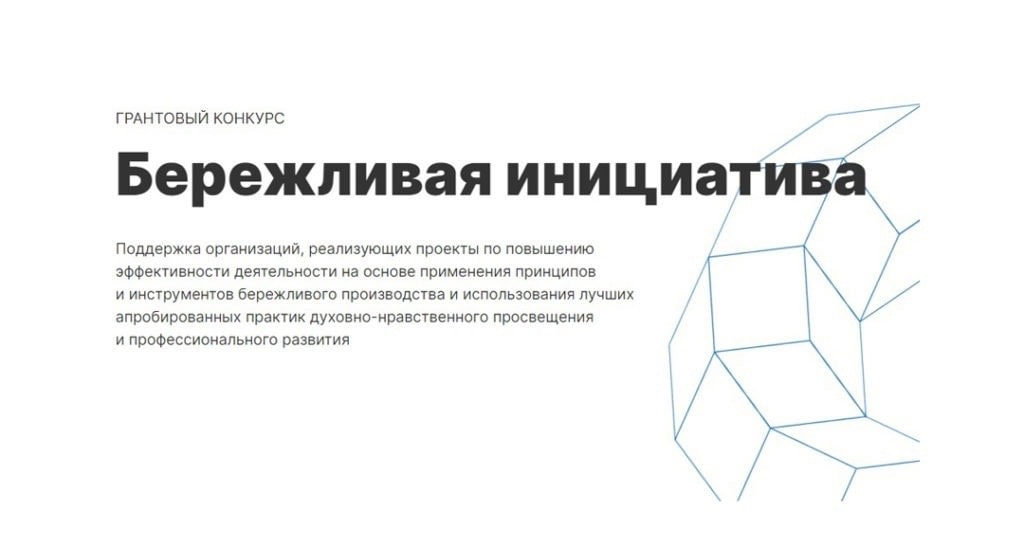 ГРАНТОВЫЙ КОНКУРС
Бережливая инициатива
Поддержка организаций, реализующих проекты по повышению
эффективности деятельности на основе применения принципов
и инструментов бережливого производства и использования лучших
апробированных практик духовно-нравственного просвещения
и профессионального развития